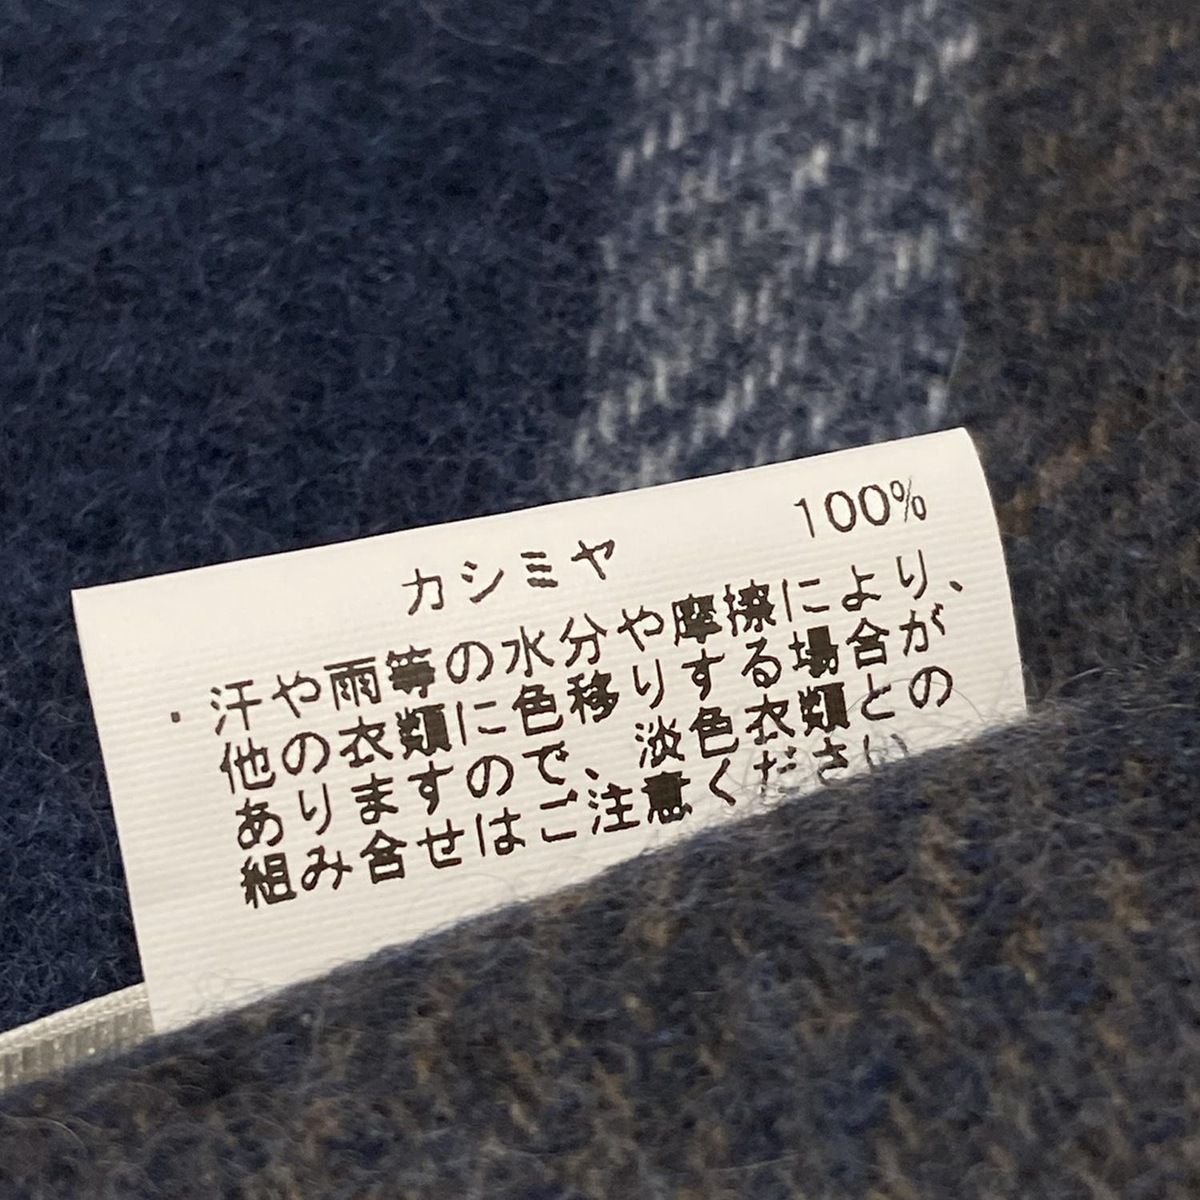 カシミヤ 100%
・汗や雨等の水分や摩擦により、
他の衣類に色移りする場合が
ありますので、淡色衣類との
組み合せはご注意ください